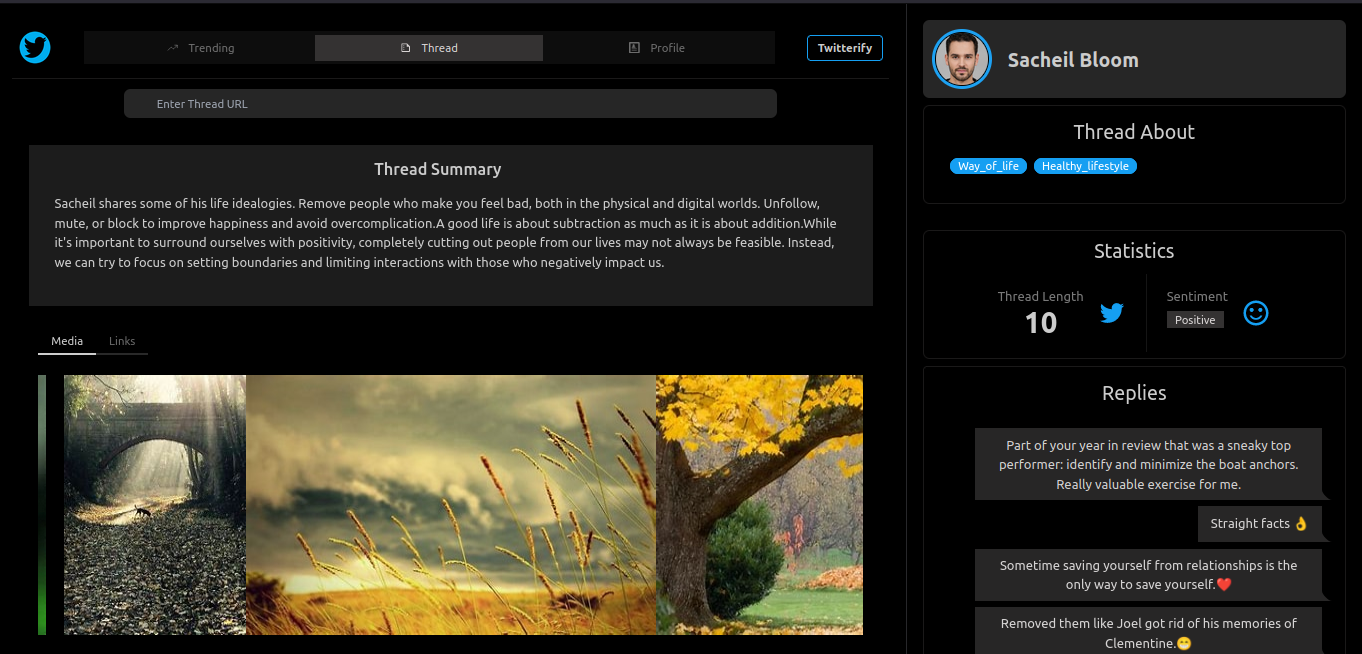 Trending
Thread
Profile
Twitterify
Enter Thread URL
Thread Summary
Sacheil shares some of his life idealogies. Remove people who make you feel bad, both in the physical and digital worlds. Unfollow,
mute, or block to improve happiness and avoid overcomplication.A good life is about subtraction as much as it is about addition.While
it's important to surround ourselves with positivity, completely cutting out people from our lives may not always be feasible. Instead,
we can try to focus on setting boundaries and limiting interactions with those who negatively impact us.
Media
Links
Sacheil Bloom
Thread About
Way_of_life
Healthy_lifestyle
Statistics
Thread Length
10
Sentiment
Positive
Replies
Part of your year in review that was a sneaky top
performer: identify and minimize the boat anchors.
Really valuable exercise for me.
Straight facts 👌
Sometime saving yourself from relationships is the
only way to save yourself.❤️
Removed them like Joel got rid of his memories of
Clementine.😁